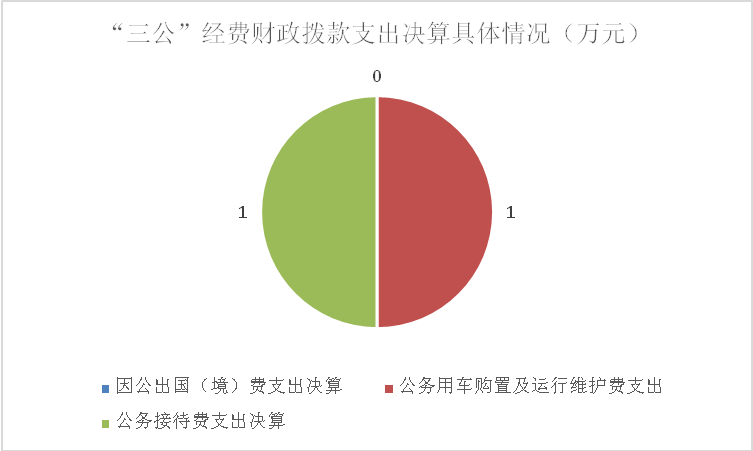 “三公”经费财政拨款支出决算具体情况（万元）
0
1
1
因公出国（境）费支出决算
公务用车购置及运行维护费支出
公务接待费支出决算